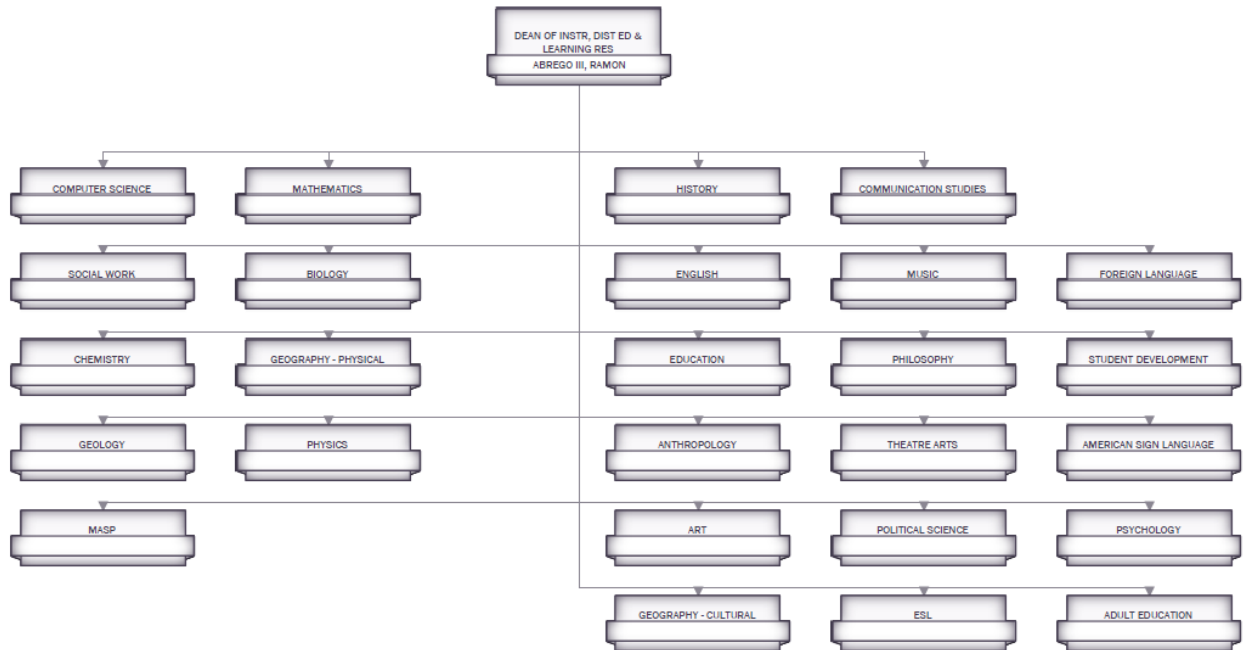 DEAN OF INSTR, DIST ED &
LEARNING RES
ABREGO III, RAMON
COMPUTER SCIENCE
MATHEMATICS
HISTORY
COMMUNICATION STUDIES
SOCIAL WORK
BIOLOGY
ENGLISH
MUSIC
FOREIGN LANGUAGE
CHEMISTRY
GEOGRAPHY - PHYSICAL
EDUCATION
PHILOSOPHY
STUDENT DEVELOPMENT
GEOLOGY
PHYSICS
ANTHROPOLOGY
THEATRE ARTS
AMERICAN SIGN LANGUAGE
MASP
ART
POLITICAL SCIENCE
PSYCHOLOGY
GEOGRAPHY - CULTURAL
ESL
ADULT EDUCATION